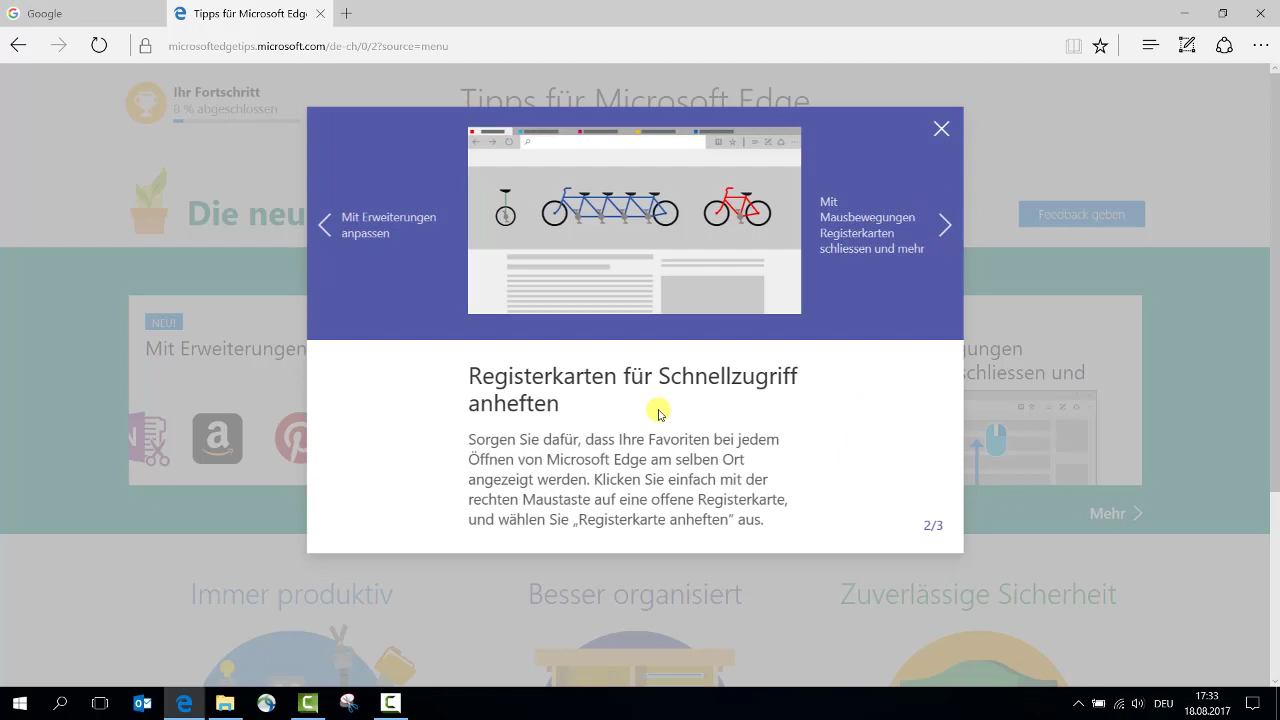 Google
Tipps für Microsoft Edg
microsoftedgetips.microsoft.com/de-ch/0/2?source=menu
Ihr Fortschritt
8 % abgeschlossen
Tipps für Microsoft Edge
Die neu
Feedback geben
Mit Erweiterungen
anpassen
Mit
Mausbewegungen
Registerkarten
schliessen und mehr
NEU!
Mit Erweiterungen
ungen
schliessen und
Registerkarten für Schnellzugriff
anheften
Sorgen Sie dafür, dass Ihre Favoriten bei jedem
Öffnen von Microsoft Edge am selben Ort
angezeigt werden. Klicken Sie einfach mit der
rechten Maustaste auf eine offene Registerkarte,
und wählen Sie „Registerkarte anheften“ aus.
2/3
Mehr
Immer produktiv
Besser organisiert
Zuverlässige Sicherheit
DEU
17:33
18.08.2017